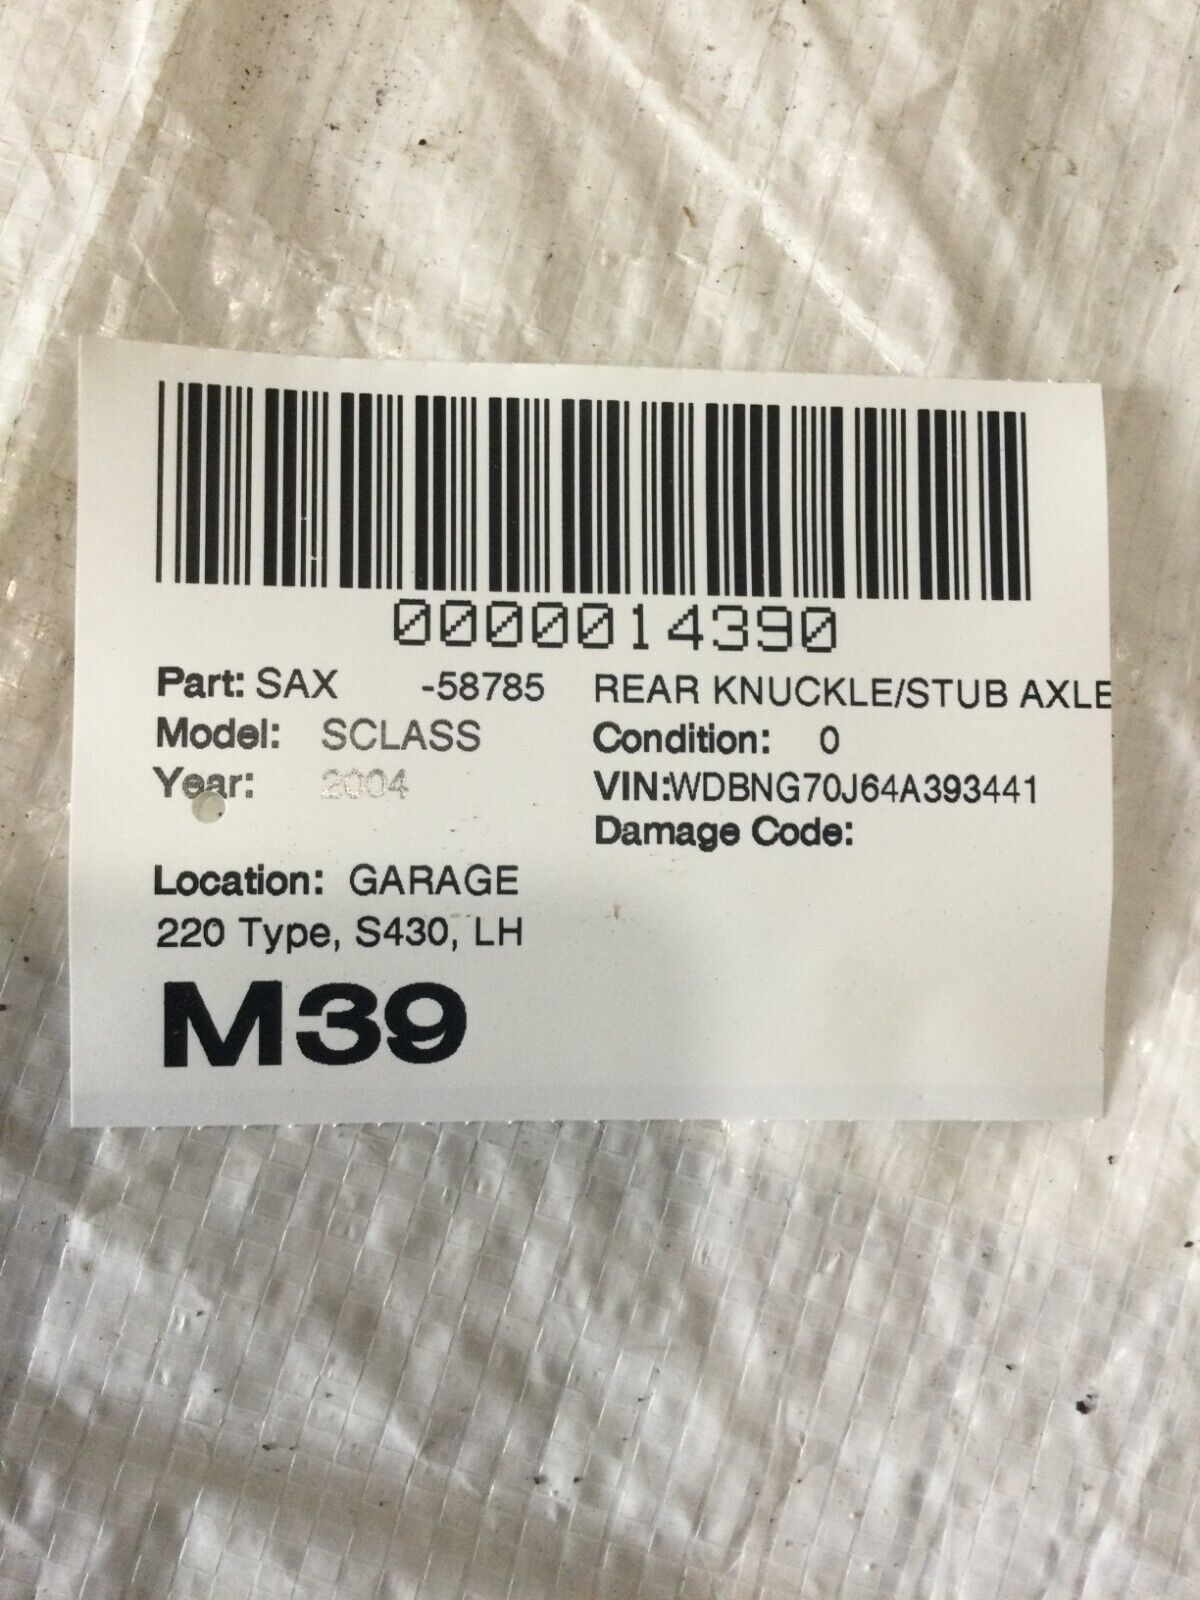 0000014390
Part: SAX -58785 REAR KNUCKLE/STUB AXLE
Model: SCLASS Condition: 0
Year: 2004 VIN:WDBNG70J64A393441
Damage Code:
Location: GARAGE
220 Type, S430, LH
M39